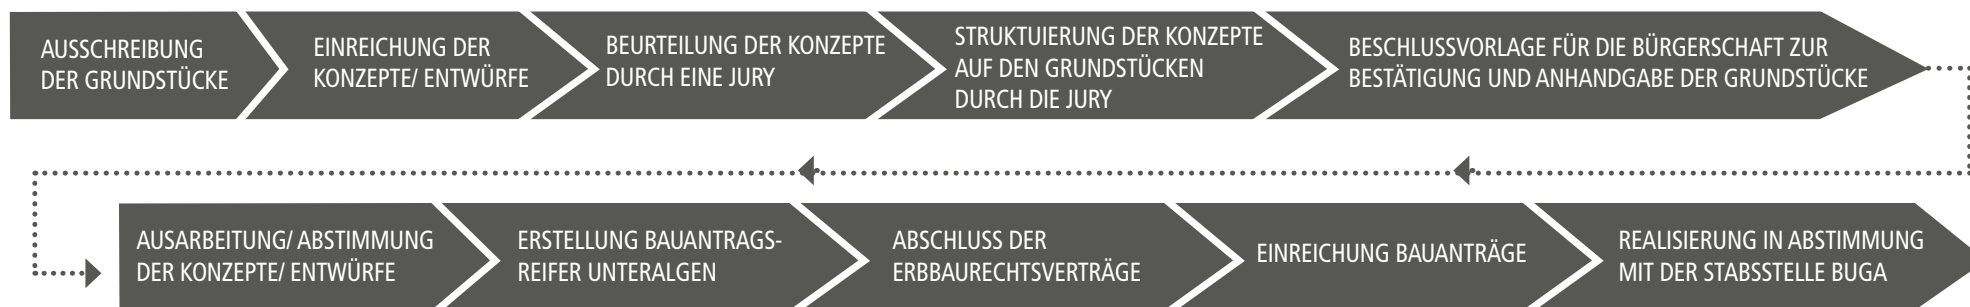 AUSSCHREIBUNG
DER GRUNDSTÜCKE
EINREICHUNG DER
KONZEPTE/ ENTWÜRFE
BEURTEILUNG DER KONZEPTE
DURCH EINE JURY
STRUKTUIERUNG DER KONZEPTE
AUF DEN GRUNDSTÜCKEN
DURCH DIE JURY
BESCHLUSSVORLAGE FÜR DIE BÜRGERSCHAFT ZUR
BESTÄTIGUNG UND ANHANDGABE DER GRUNDSTÜCKE
AUSARBEITUNG/ ABSTIMMUNG
DER KONZEPTE/ ENTWÜRFE
ERSTELLUNG BAUANTRAGS-
REIFER UNTERALGEN
ABSCHLUSS DER
ERBBAURECHTSVERTRÄGE
EINREICHUNG BAUANTRÄGE
REALISIERUNG IN ABSTIMMUNG
MIT DER STABSSTELLE BUGA